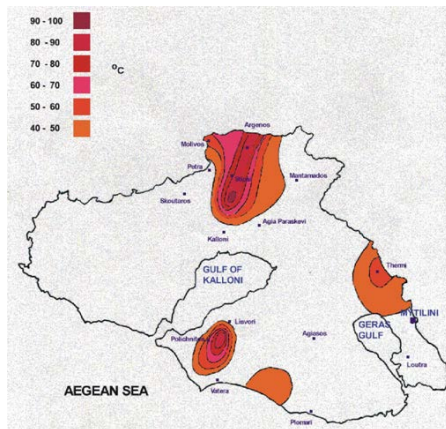 90 - 100
80 - 90
70 - 80
60 - 70
50 - 60
40 - 50
°C
Argenos
Molivos
Petra
Mantamados
Skoutaros
Agia Paraskevi
Kalloni
Thermi
GULF OF
KALLONI
MYTILINI
Lisvori
GERAS
GULF
Polichnitos
Agiasos
Loutra
Vatera
AEGEAN SEA
Plomari